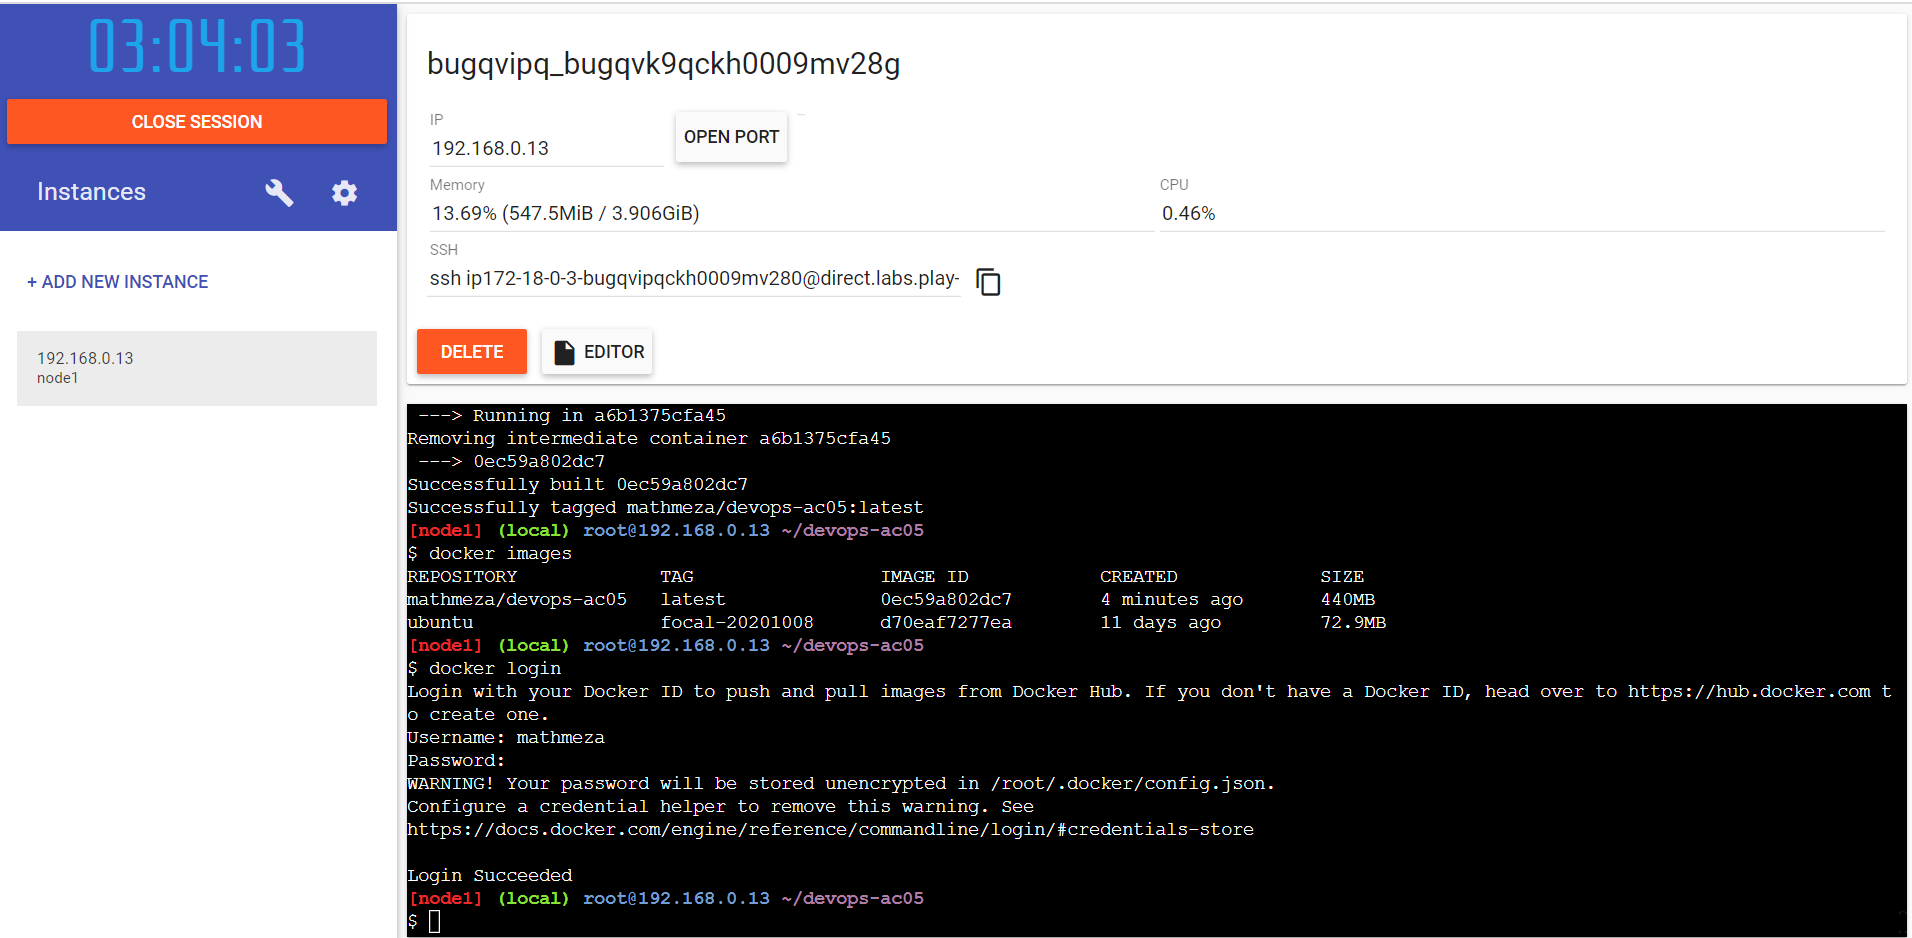 03:04:03
CLOSE SESSION
Instances
+ ADD NEW INSTANCE
192.168.0.13
node1
bugqvipq_bugqvk9qckh0009mv28g
IP
192.168.0.13
OPEN PORT
Memory
13.69% (547.5MiB / 3.906GiB)
CPU
0.46%
SSH
ssh ip172-18-0-3-bugqvipqckh0009mv280@direct.labs.play-
DELETE
EDITOR
---> Running in a6b1375cfa45
Removing intermediate container a6b1375cfa45
---> 0ec59a802dc7
Successfully built 0ec59a802dc7
Successfully tagged mathmeza/devops-ac05:latest
[node1] (local) root@192.168.0.13 ~/devops-ac05
$ docker images
REPOSITORY TAG IMAGE ID CREATED SIZE
mathmeza/devops-ac05 latest 0ec59a802dc7 4 minutes ago 440MB
ubuntu focal-20201008 d70eaf7277ea 11 days ago 72.9MB
[node1] (local) root@192.168.0.13 ~/devops-ac05
$ docker login
Login with your Docker ID to push and pull images from Docker Hub. If you don't have a Docker ID, head over to https://hub.docker.com t
o create one.
Username: mathmeza
Password:
WARNING! Your password will be stored unencrypted in /root/.docker/config.json.
Configure a credential helper to remove this warning. See
https://docs.docker.com/engine/reference/commandline/login/#credentials-store
Login Succeeded
[node1] (local) root@192.168.0.13 ~/devops-ac05
$